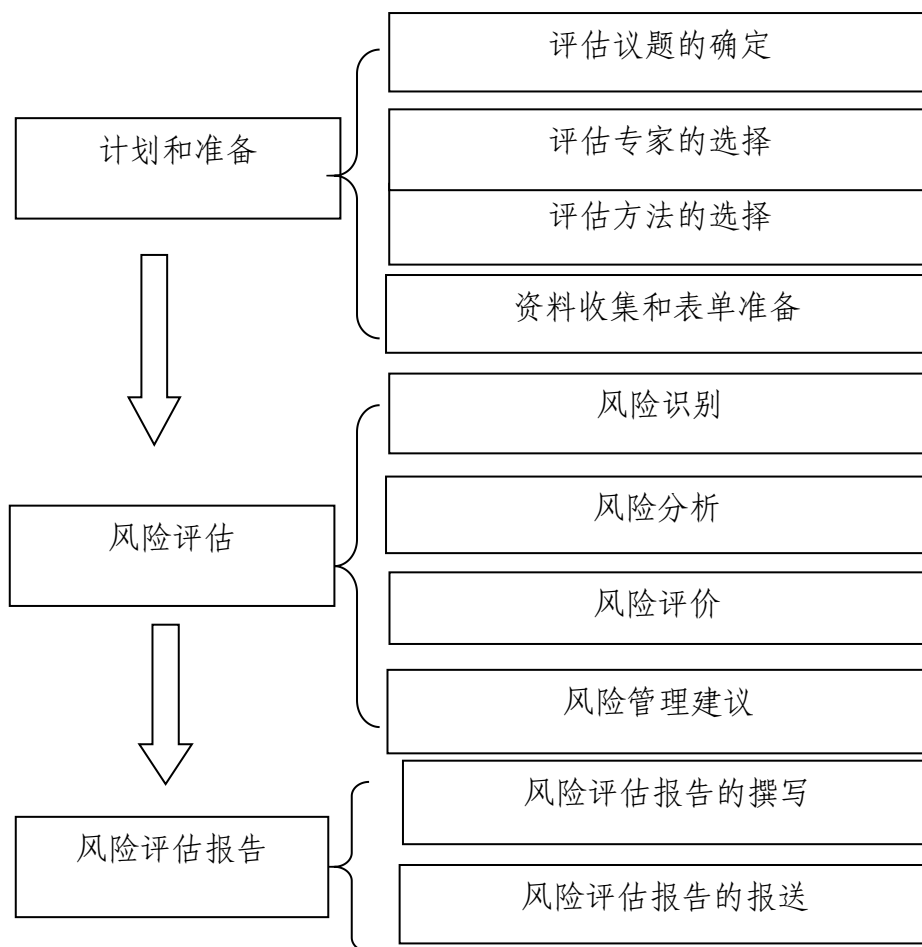 计划和准备
评估议题的确定
评估专家的选择
评估方法的选择
资料收集和表单准备
风险评估
风险识别
风险分析
风险评价
风险管理建议
风险评估报告
风险评估报告的撰写
风险评估报告的报送